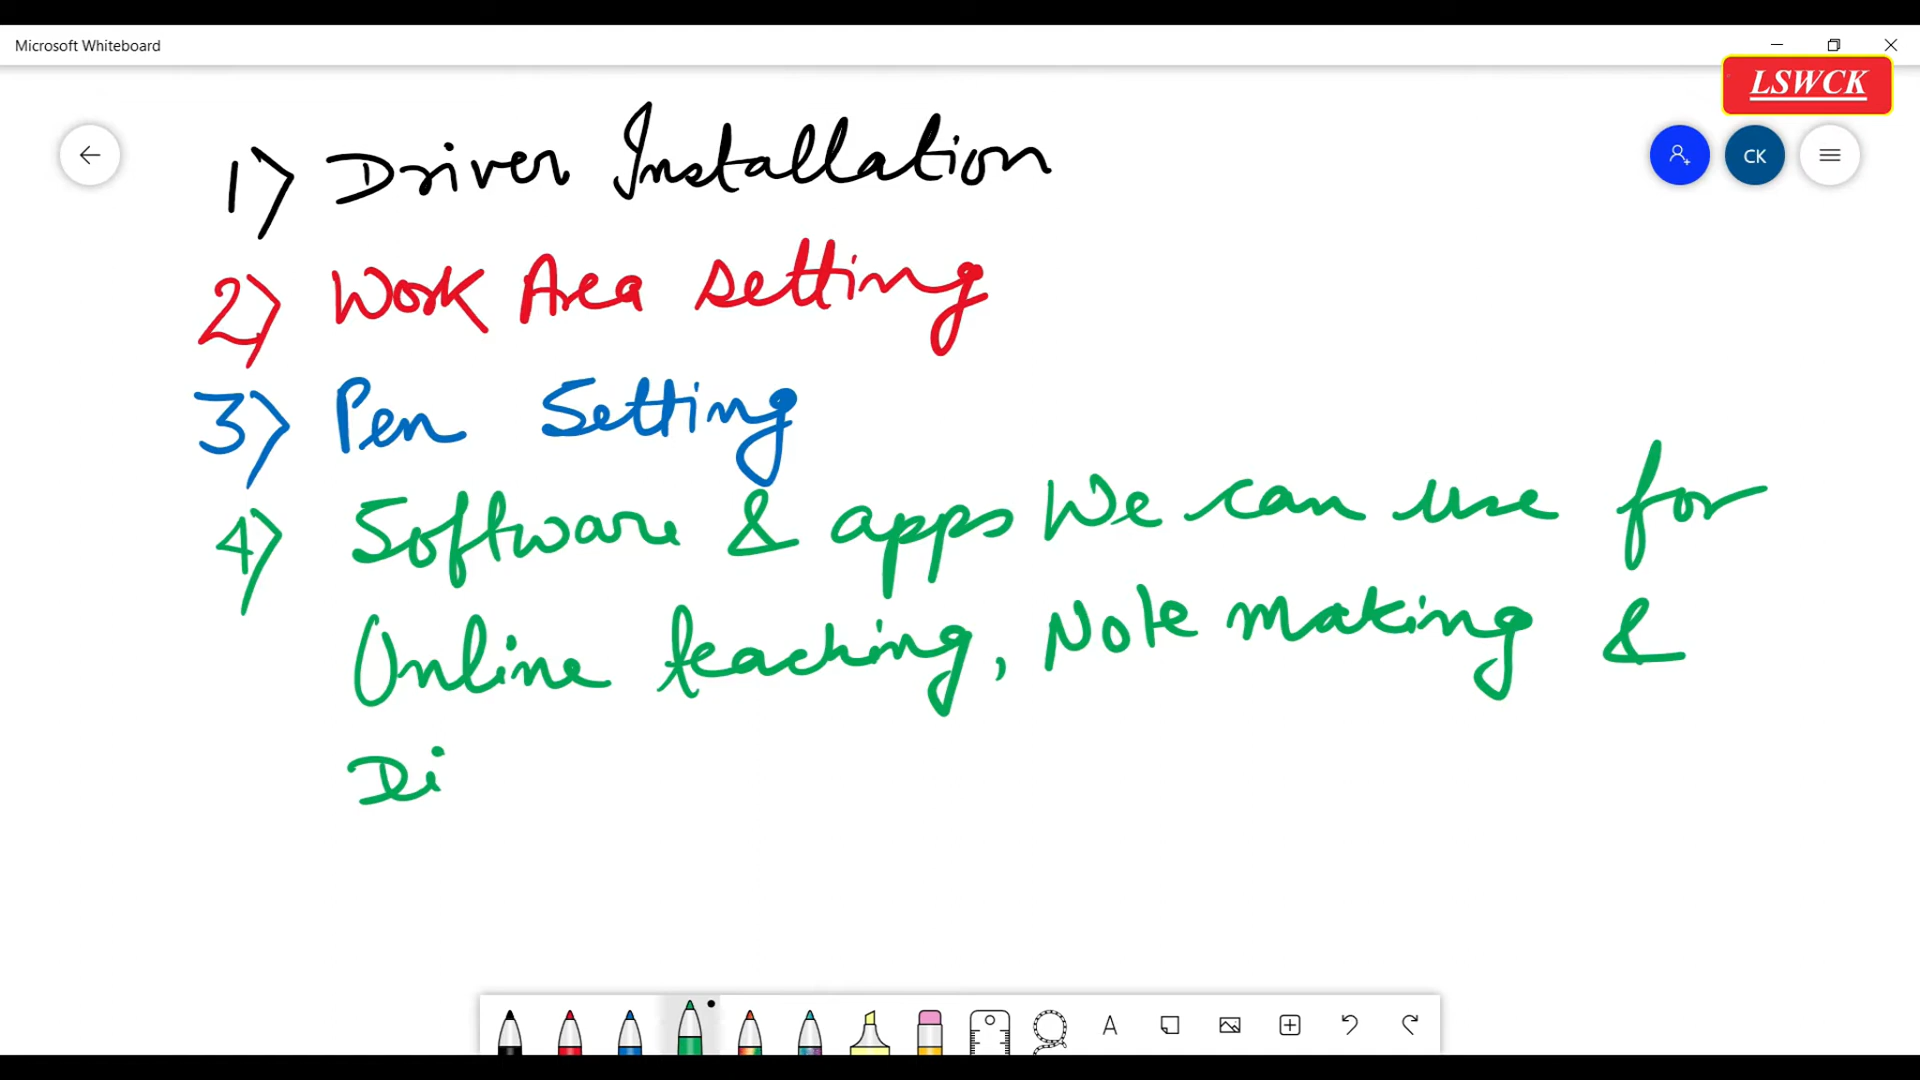 Microsoft Whiteboard
LSWCK
CK
1) Driver Installation
2) Work Area setting
3) Pen Setting
4) Software & apps We can use for
Online teaching, Note making &
Di
A